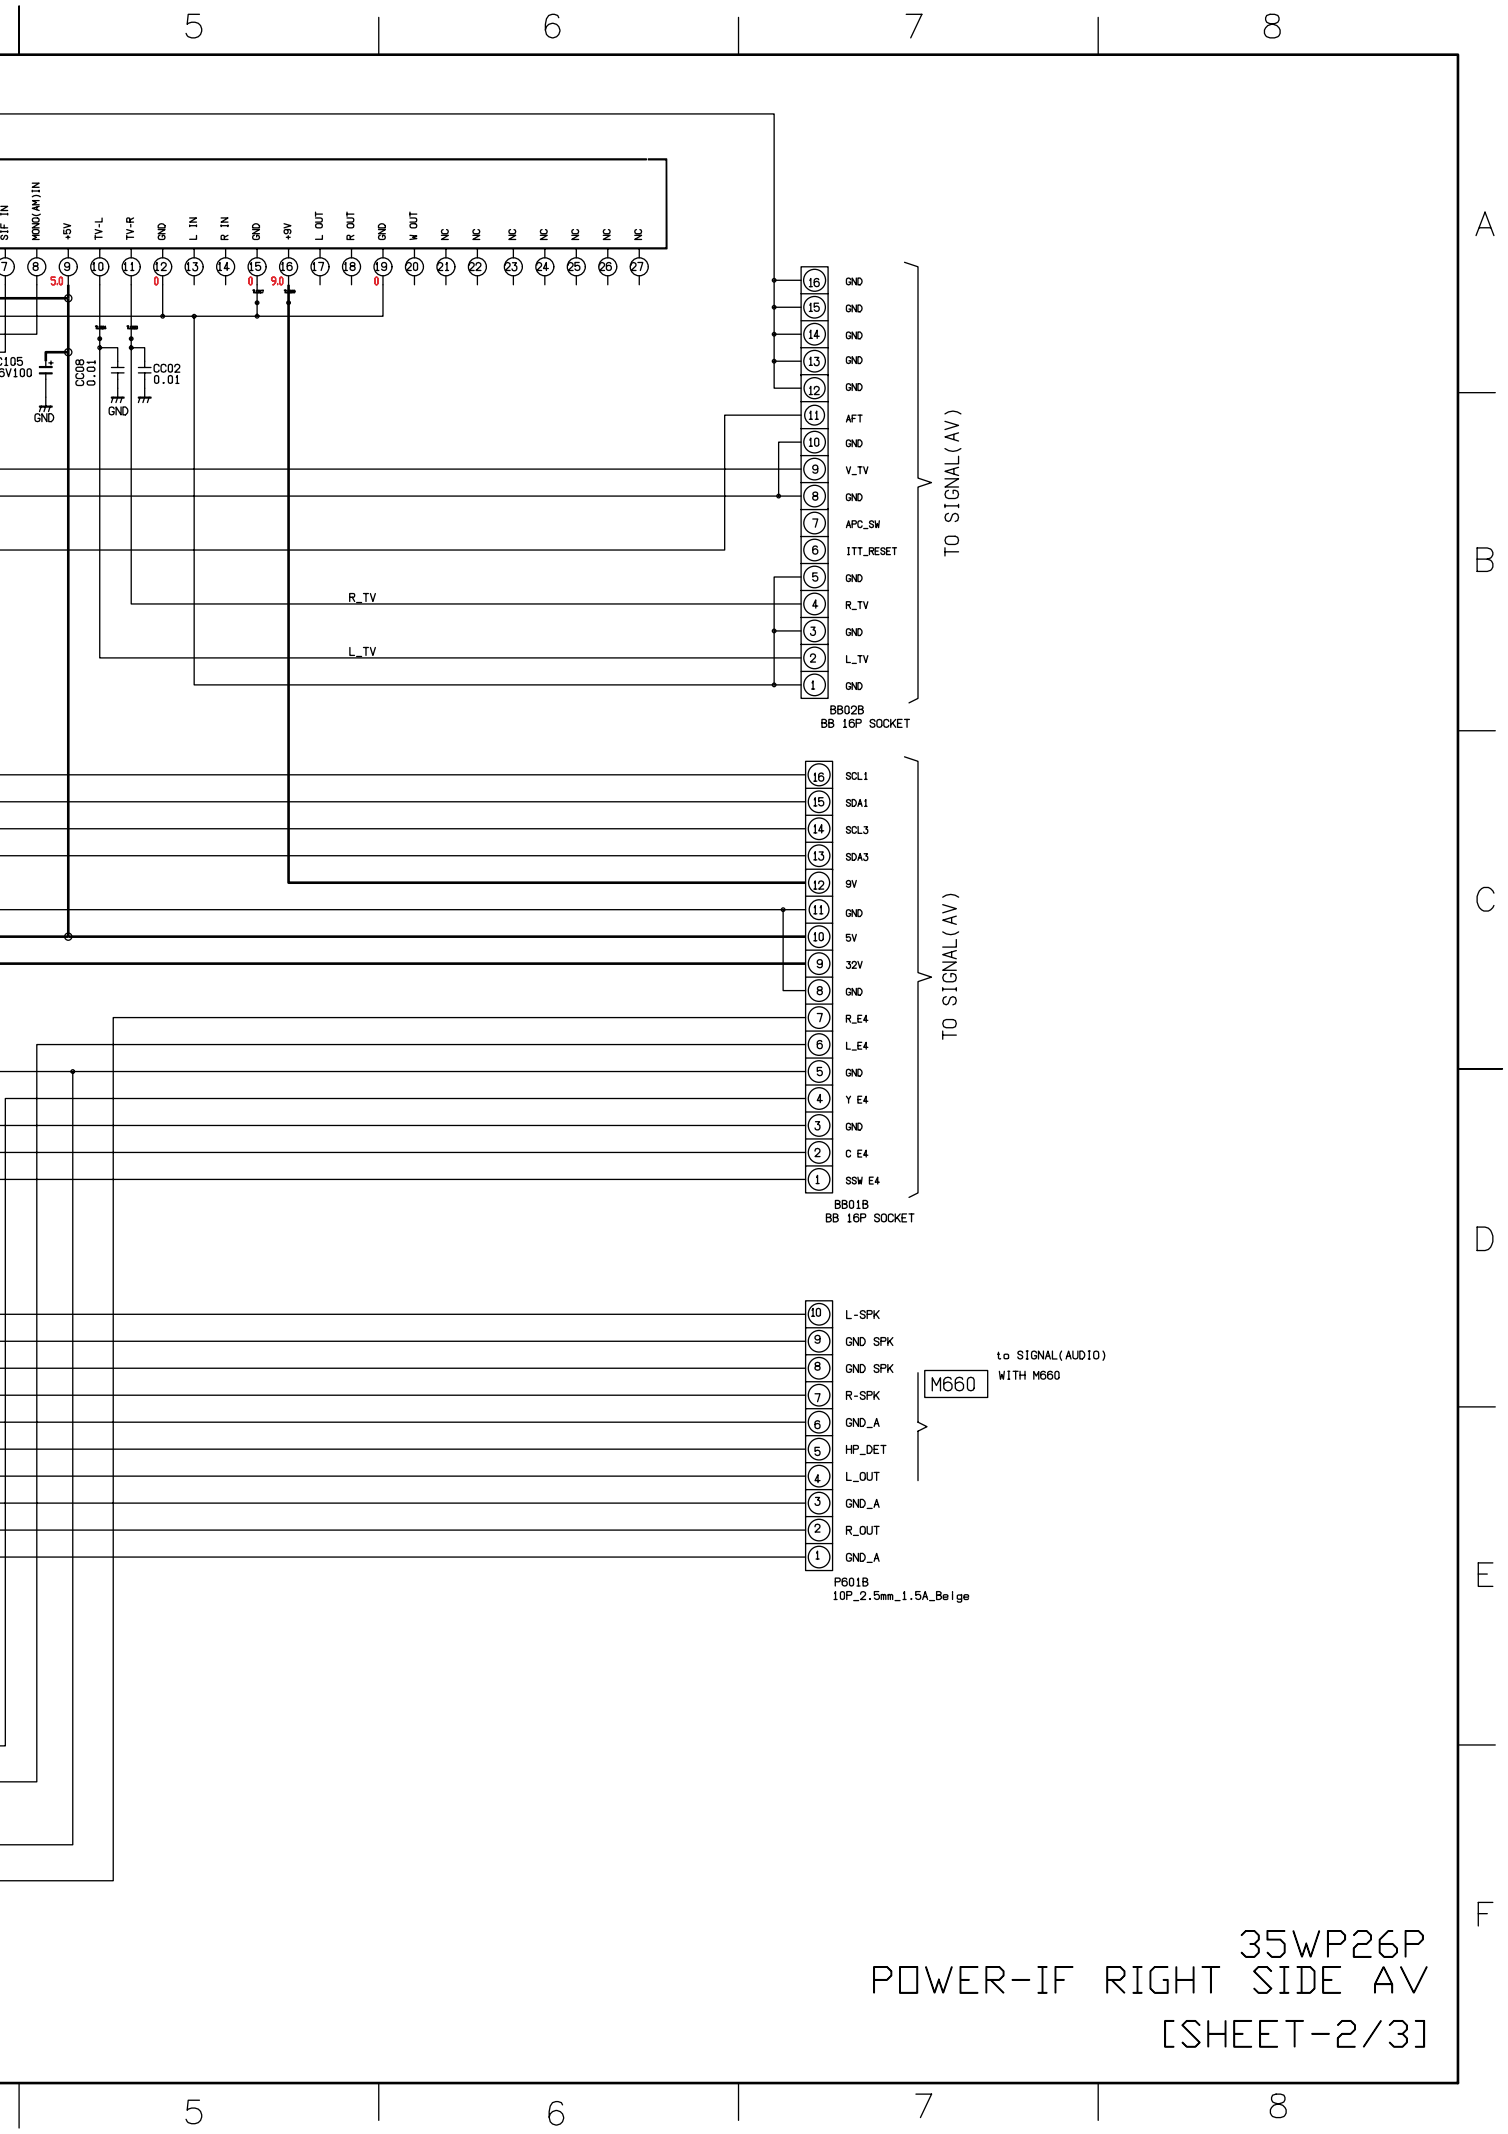 5 6 7 8
A
B
C
D
E
F
SIF IN
MONO(AM)IN
+5V
TV-L
TV-R
GND
L IN
R IN
GND
+9V
L OUT
R OUT
GND
W OUT
NC
NC
NC
NC
NC
NC
NC
7 8 9 10 11 12 13 14 15 16 17 18 19 20 21 22 23 24 25 26 27
5.0 0 0 9.0 0
C105
6V100
+
GND
CC08
0.01
GND
CC02
0.01
R_TV
L_TV
16 GND
15 GND
14 GND
13 GND
12 GND
11 AFT
10 GND
9 V_TV
8 GND
7 APC_SW
6 ITT_RESET
5 GND
4 R_TV
3 GND
2 L_TV
1 GND
BB02B
BB 16P SOCKET
TO SIGNAL(AV)
16 SCL1
15 SDA1
14 SCL3
13 SDA3
12 9V
11 GND
10 5V
9 32V
8 GND
7 R_E4
6 L_E4
5 GND
4 Y E4
3 GND
2 C E4
1 SSW E4
BB01B
BB 16P SOCKET
TO SIGNAL(AV)
10 L-SPK
9 GND SPK
8 GND SPK
7 R-SPK
6 GND_A
5 HP_DET
4 L_OUT
3 GND_A
2 R_OUT
1 GND_A
P601B
10P_2.5mm_1.5A_Beige
M660
to SIGNAL(AUDIO)
WITH M660
35WP26P
POWER-IF RIGHT SIDE AV
[SHEET-2/3]
5 6 7 8